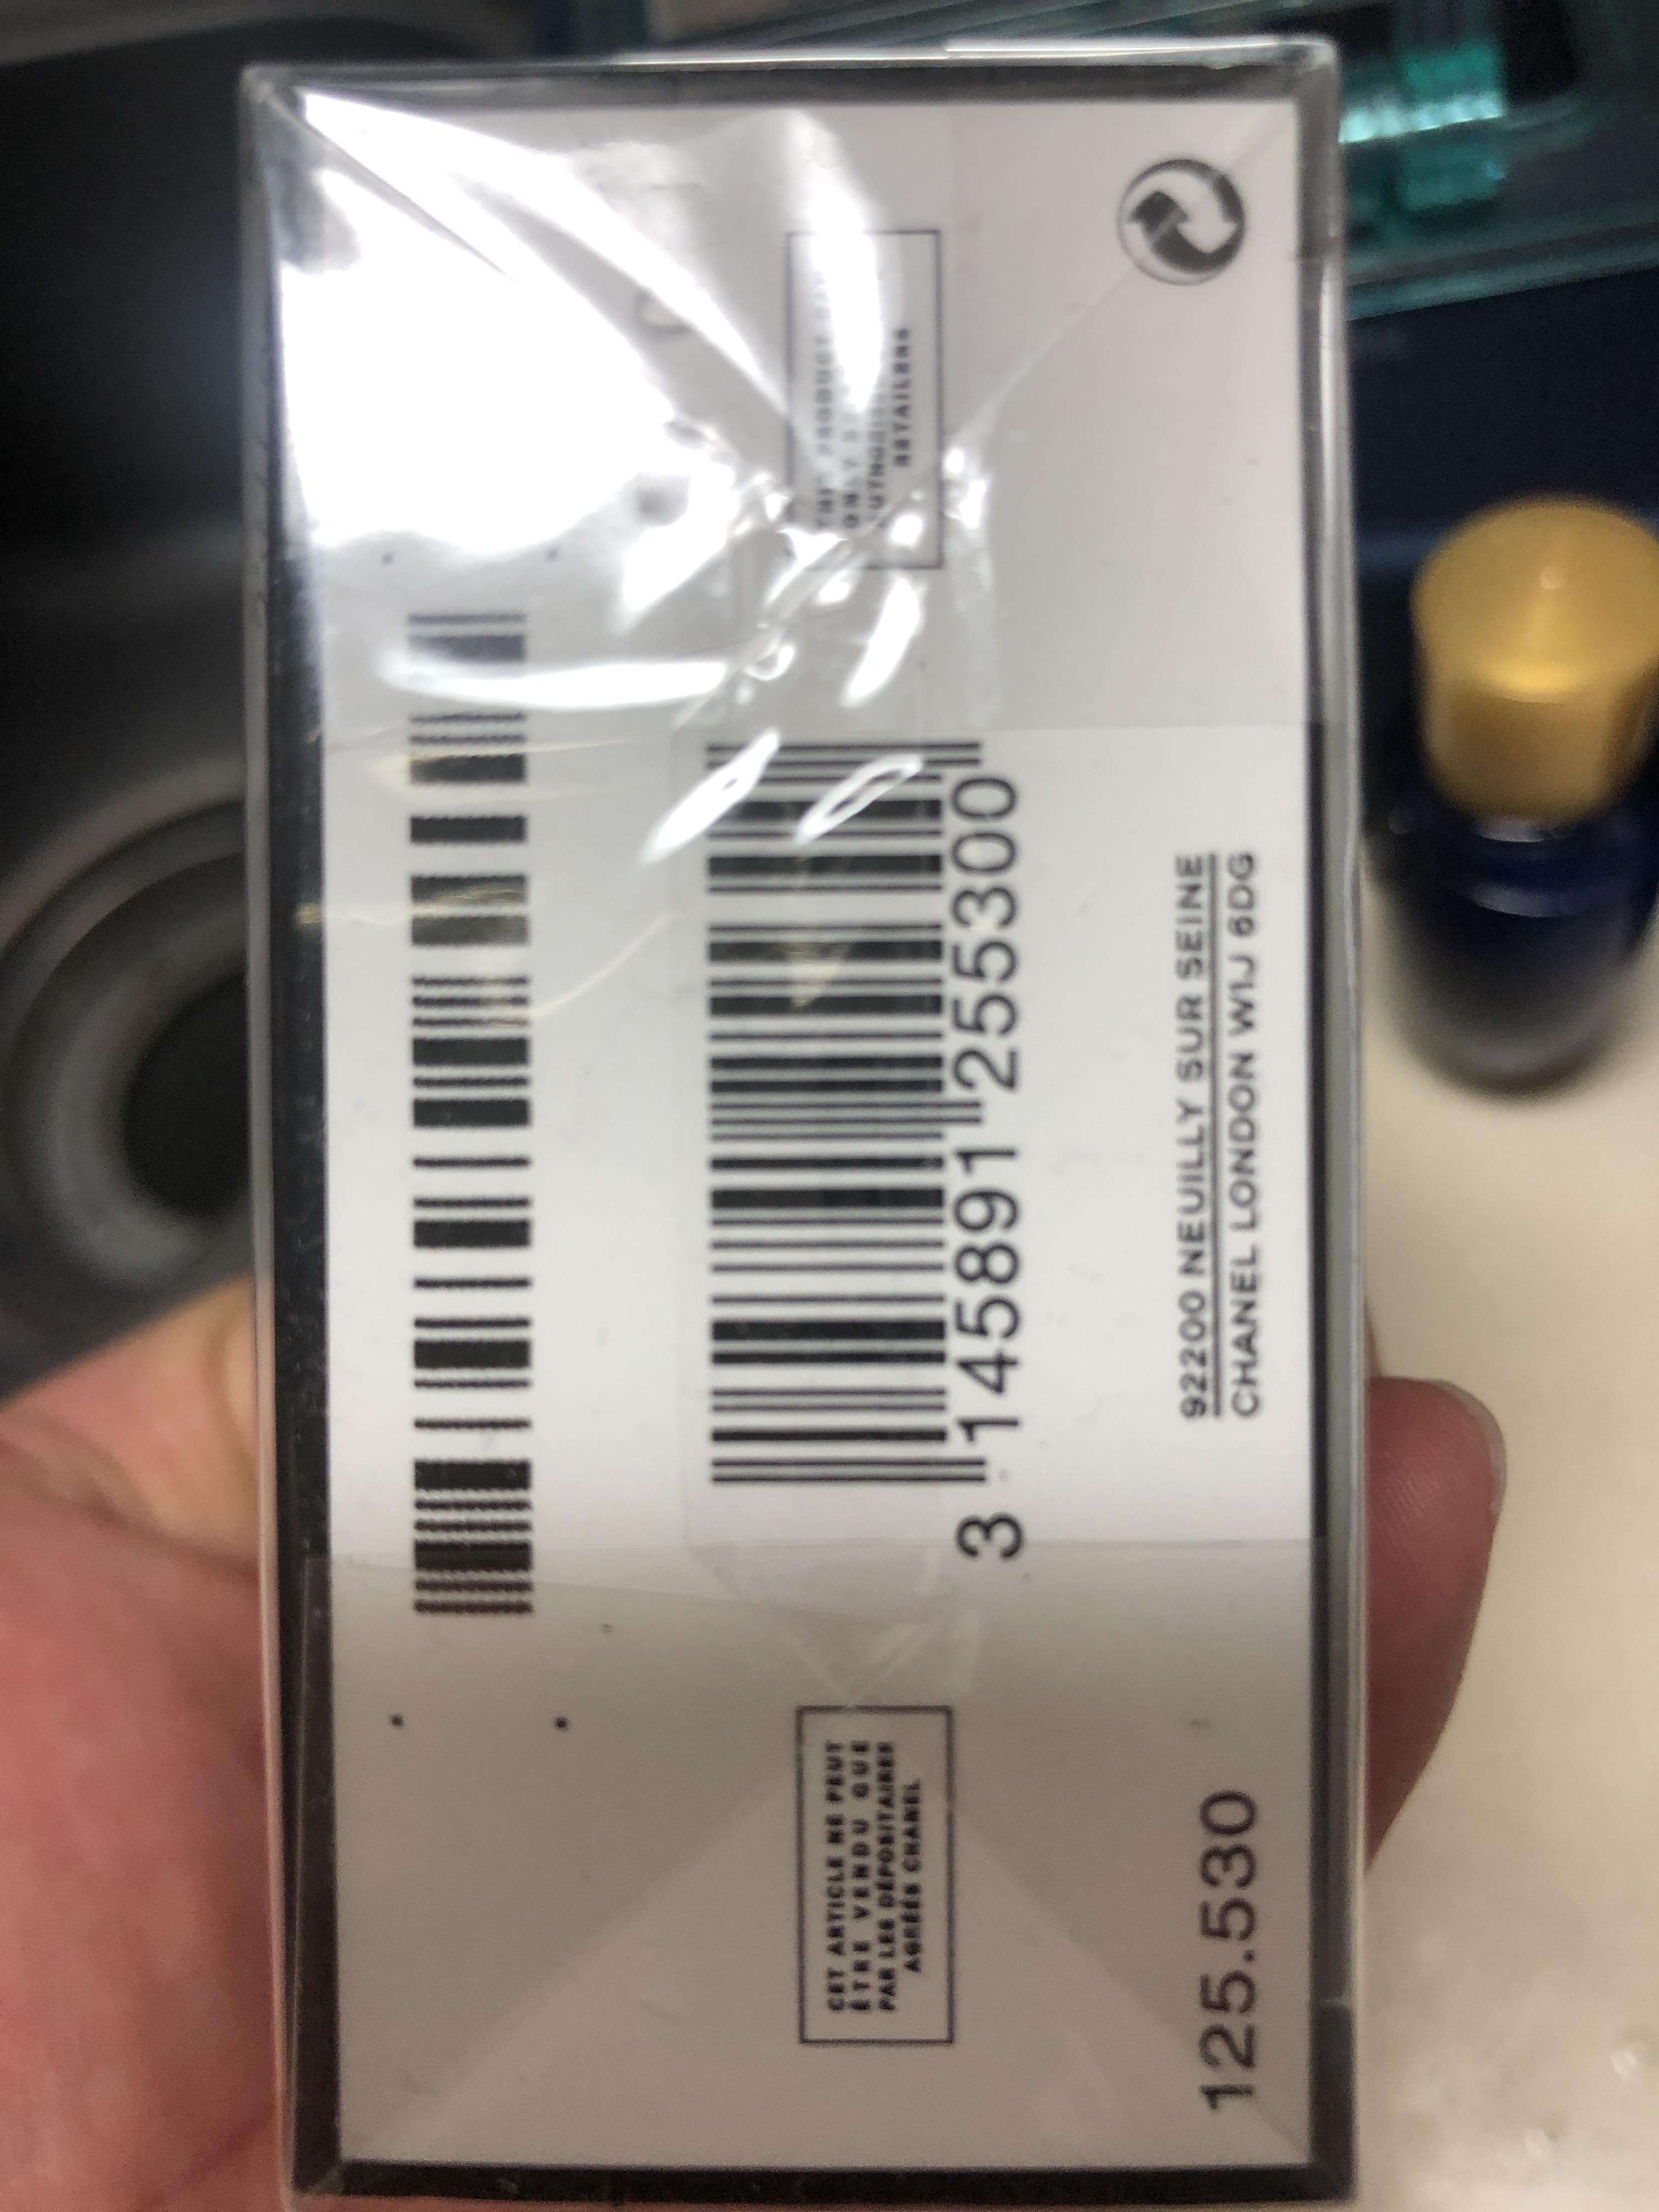 THIS PRODUCT
ONLY
RETAILERS
3 145891 255300
92200 NEUILLY SUR SEINE
CHANEL LONDON W1J 6DG
CET ARTICLE NE PEUT
ÊTRE VENDU QUE
PAR LES DÉPOSITAIRES
AGRÉÉS CHANEL
125.530